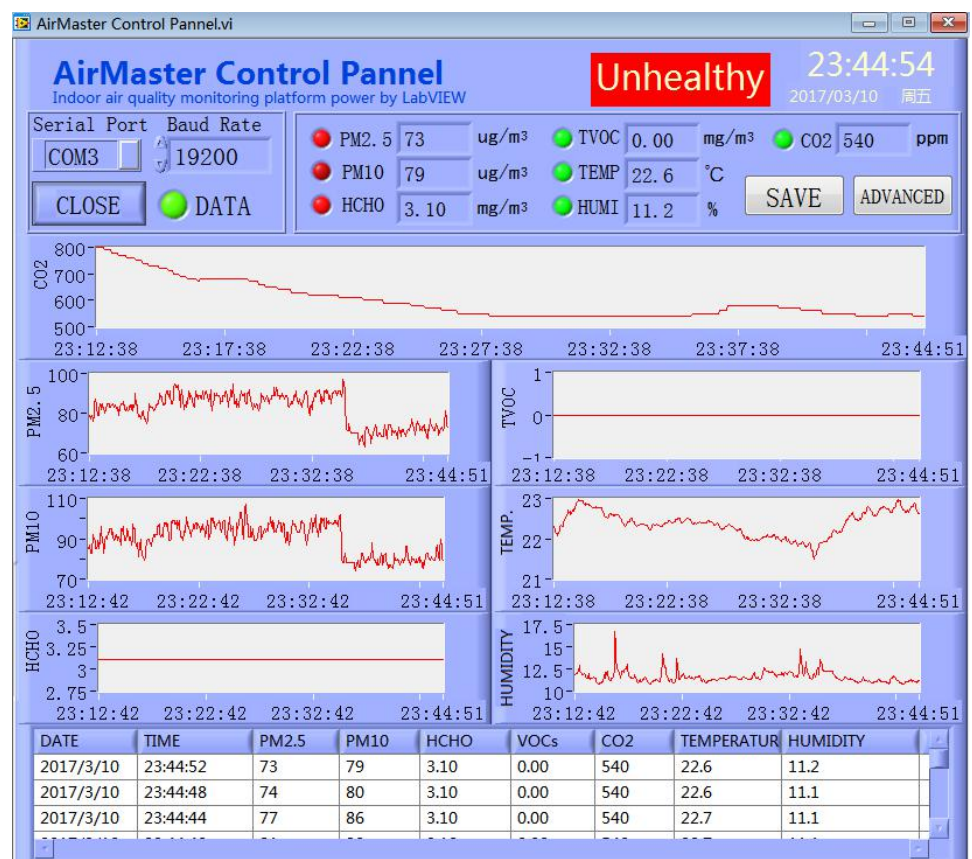 AirMaster Control Pannel.vi
AirMaster Control Pannel
Indoor air quality monitoring platform power by LabVIEW
Unhealthy
23:44:54
2017/03/10 周五
Serial Port Baud Rate
COM3 19200
CLOSE DATA
PM2.5 73 ug/m³ TVOC 0.00 mg/m³ CO2 540 ppm
PM10 79 ug/m³ TEMP 22.6 °C
HCHO 3.10 mg/m³ HUMI 11.2 %
SAVE ADVANCED
CO2
800
700
600
500
23:12:38 23:17:38 23:22:38 23:27:38 23:32:38 23:37:38 23:44:51
PM2.5
100
80
60
23:12:38 23:22:38 23:32:38 23:44:51
TVOC
1
0
-1
23:12:38 23:22:38 23:32:38 23:44:51
PM10
110
90
70
23:12:42 23:22:42 23:32:42 23:44:51
TEMP.
23
22
21
23:12:38 23:22:38 23:32:38 23:44:51
HCHO
3.5
3.25
3
2.75
23:12:42 23:22:42 23:32:42 23:44:51
HUMIDITY
17.5
15
12.5
10
23:12:42 23:22:42 23:32:42 23:44:51
DATE TIME PM2.5 PM10 HCHO VOCs CO2 TEMPERATUR HUMIDITY
2017/3/10 23:44:52 73 79 3.10 0.00 540 22.6 11.2
2017/3/10 23:44:48 74 80 3.10 0.00 540 22.6 11.1
2017/3/10 23:44:44 77 86 3.10 0.00 540 22.7 11.1